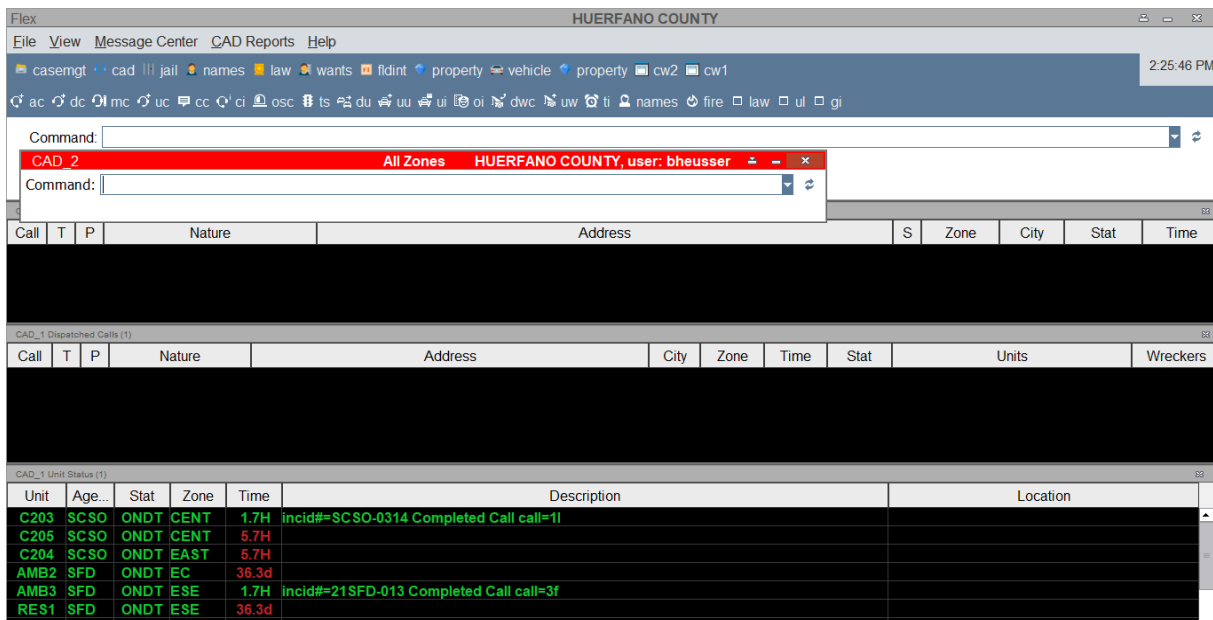 Flex HUERFANO COUNTY
File View Message Center CAD Reports Help
casemgt cad jail names law wants fldint property vehicle property cw2 cw1 2:25:46 PM
ac dc mc uc cc ci osc ts du uu ui oi dwc uw ti names fire law ul gi
Command:
CAD_2 All Zones HUERFANO COUNTY, user: bheusser
Command:
Call T P Nature Address S Zone City Stat Time
CAD_1 Dispatched Calls (1)
Call T P Nature Address City Zone Time Stat Units Wreckers
CAD_1 Unit Status (1)
Unit Age... Stat Zone Time Description Location
C203 SCSO ONDT CENT 1.7H incid#=SCSO-0314 Completed Call call=1l
C205 SCSO ONDT CENT 5.7H
C204 SCSO ONDT EAST 5.7H
AMB2 SFD ONDT EC 36.3d
AMB3 SFD ONDT ESE 1.7H incid#=21SFD-013 Completed Call call=3f
RES1 SFD ONDT ESE 36.3d